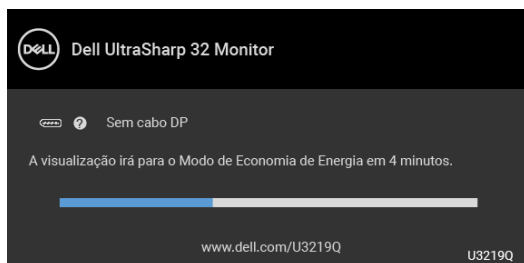 DELL Dell UltraSharp 32 Monitor
? Sem cabo DP
A visualização irá para o Modo de Economia de Energia em 4 minutos.
www.dell.com/U3219Q
U3219Q